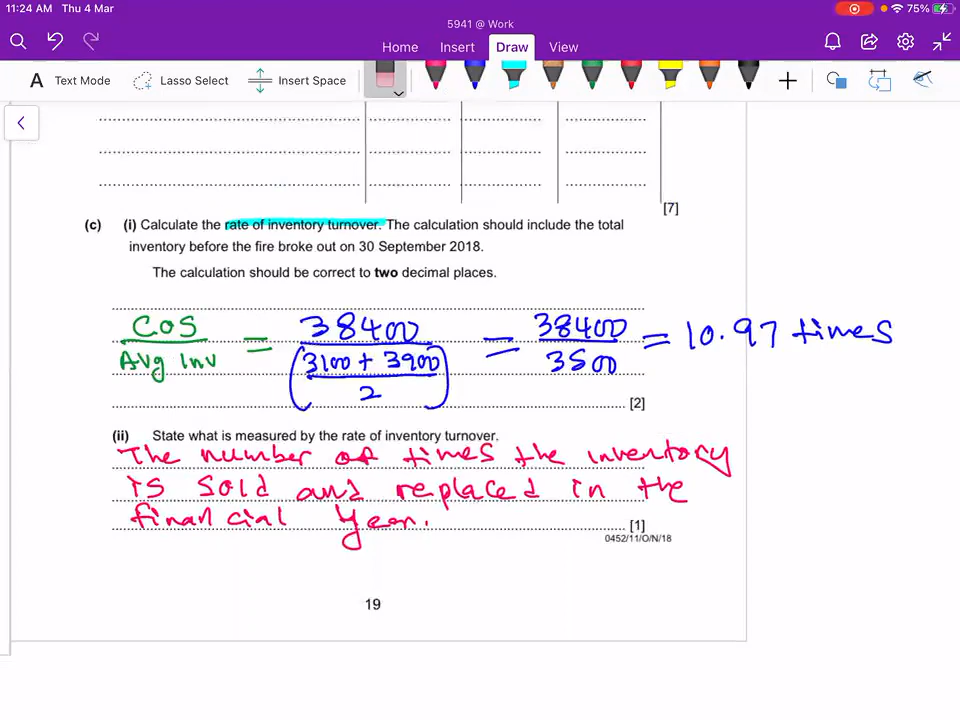 11:24 AM Thu 4 Mar
75%
5941 @ Work
Home Insert Draw View
A Text Mode Lasso Select Insert Space
[7]
(c) (i) Calculate the rate of inventory turnover. The calculation should include the total
inventory before the fire broke out on 30 September 2018.
The calculation should be correct to two decimal places.
COS / Avg Inv = 38400 / ((3100 + 3900) / 2) = 38400 / 3500 = 10.97 times
[2]
(ii) State what is measured by the rate of inventory turnover.
The number of times the inventory
is sold and replaced in the
financial year.
[1]
0452/11/O/N/18
19